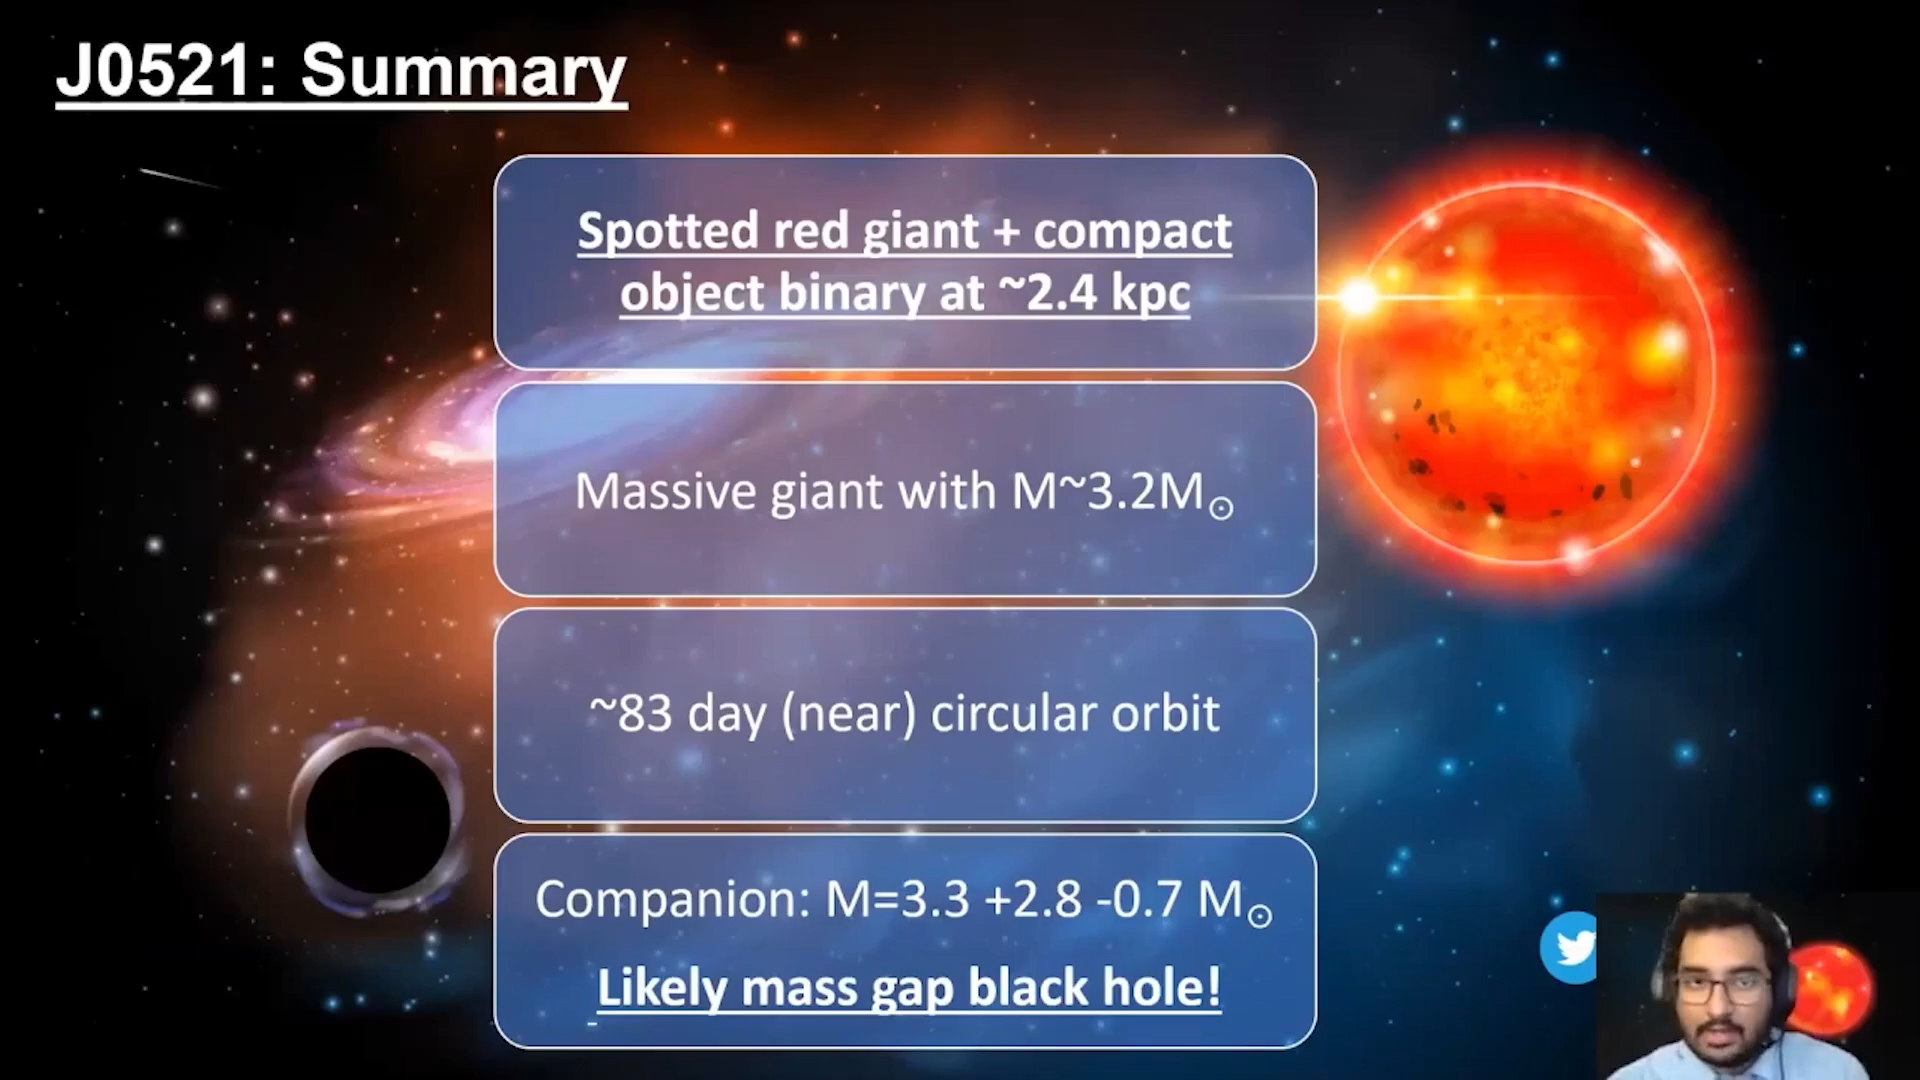 J0521: Summary
Spotted red giant + compact
object binary at ~2.4 kpc
Massive giant with M~3.2M☉
~83 day (near) circular orbit
Companion: M=3.3 +2.8 -0.7 M☉
Likely mass gap black hole!